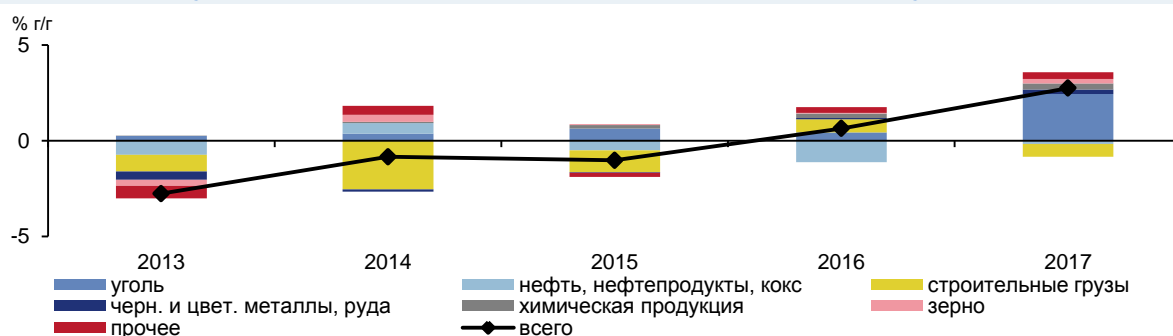 % г/г
5
0
-5
2013 2014 2015 2016 2017
уголь нефть, нефтепродукты, кокс строительные грузы
черн. и цвет. металлы, руда химическая продукция зерно
прочее всего